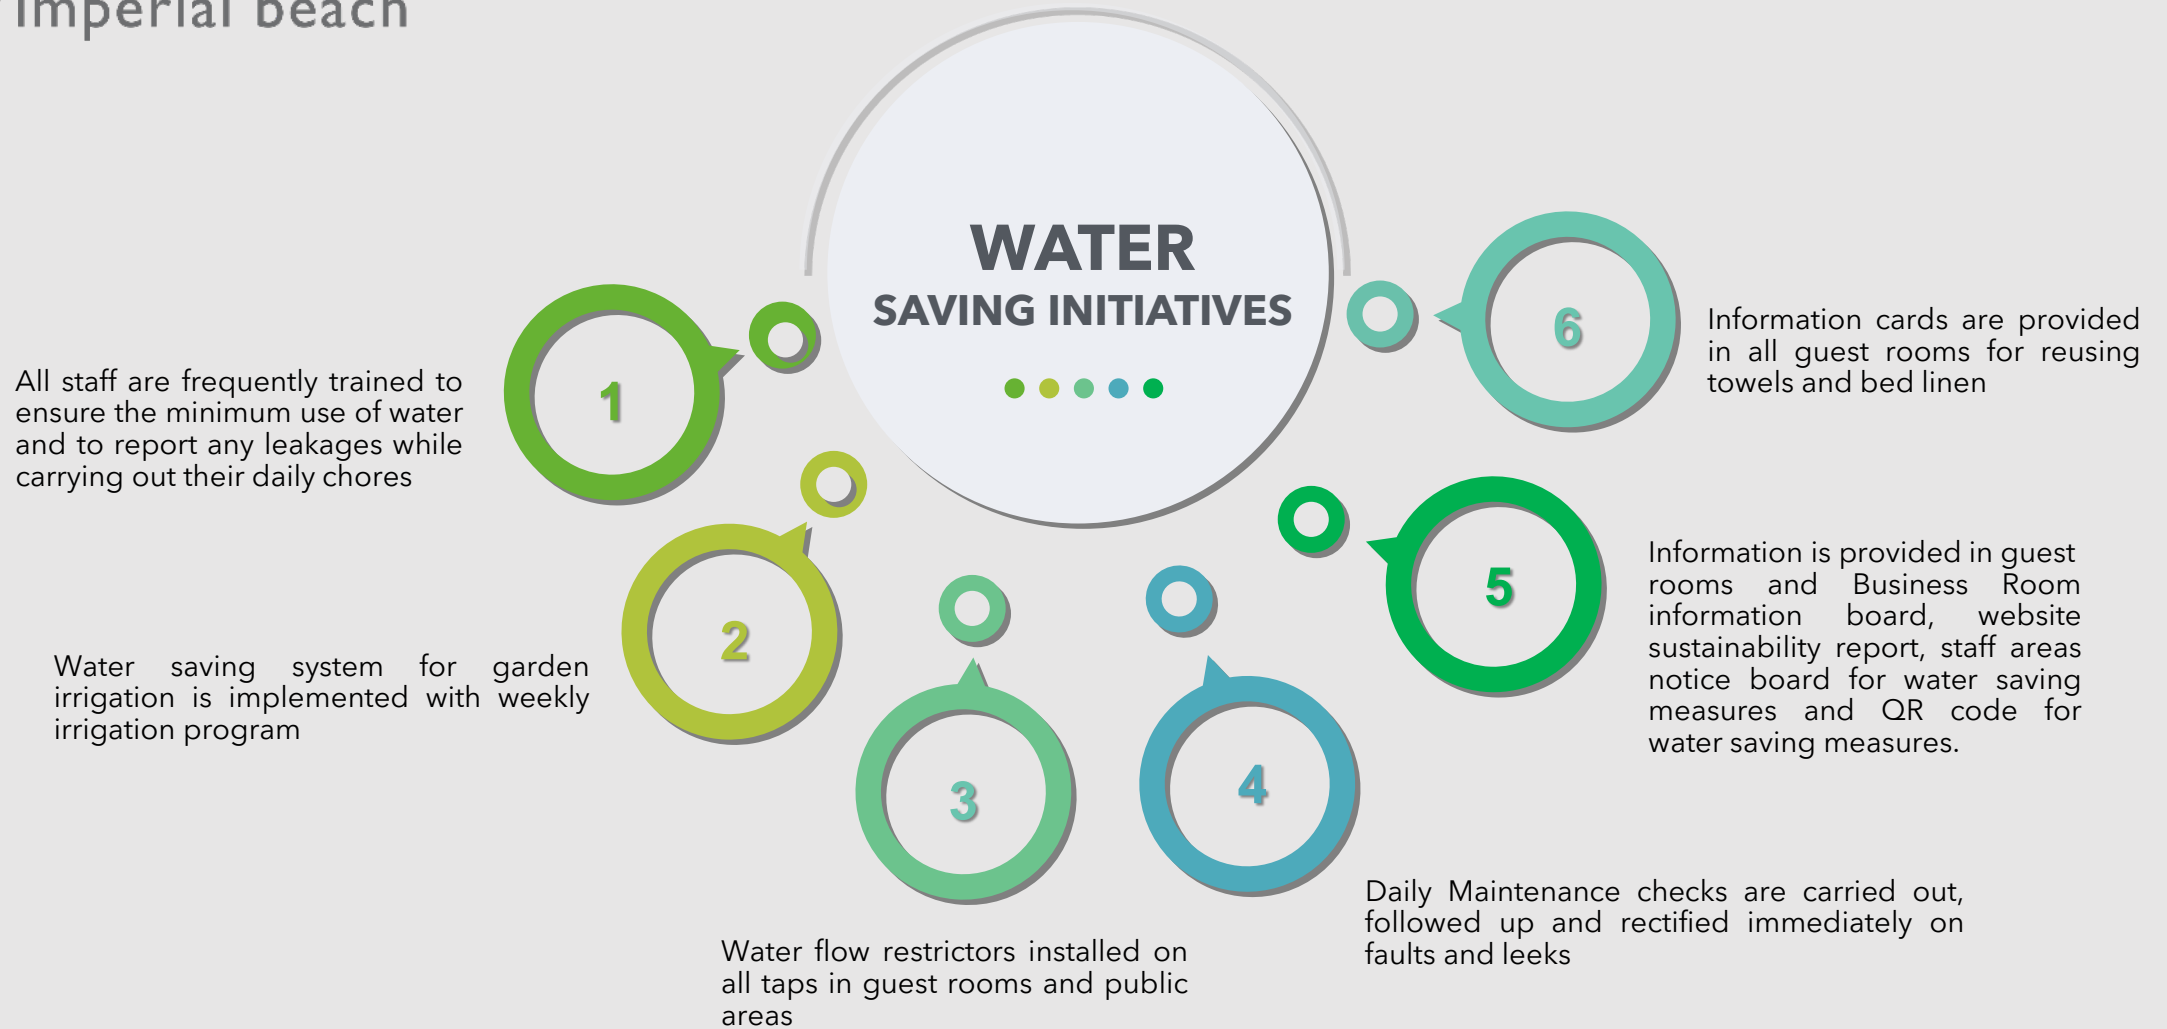 Imperial beach
WATER
SAVING INITIATIVES
1
All staff are frequently trained to
ensure the minimum use of water
and to report any leakages while
carrying out their daily chores
2
Water saving system for garden
irrigation is implemented with weekly
irrigation program
3
Water flow restrictors installed on
all taps in guest rooms and public
areas
4
Daily Maintenance checks are carried out,
followed up and rectified immediately on
faults and leeks
5
Information is provided in guest
rooms and Business Room
information board, website
sustainability report, staff areas
notice board for water saving
measures and QR code for
water saving measures.
6
Information cards are provided
in all guest rooms for reusing
towels and bed linen